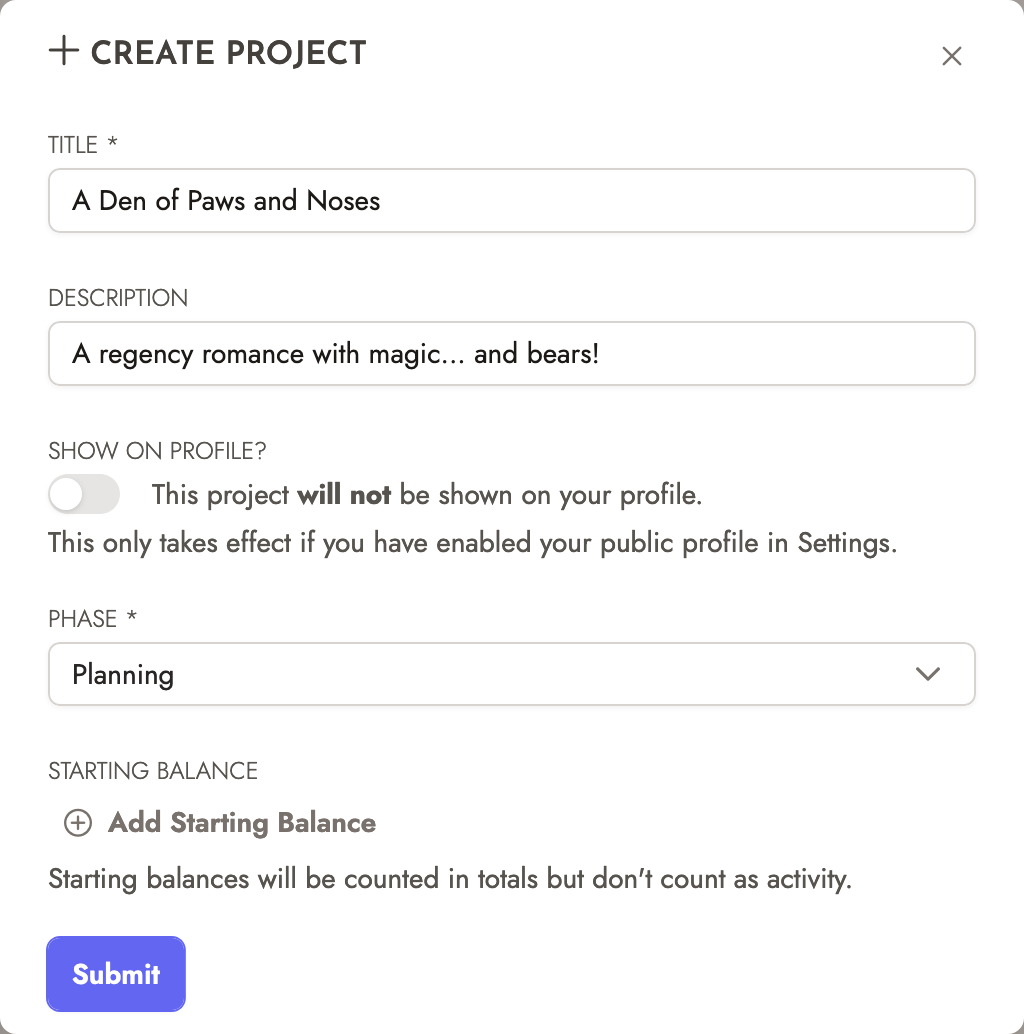 CREATE PROJECT
TITLE *
A Den of Paws and Noses
DESCRIPTION
A regency romance with magic... and bears!
SHOW ON PROFILE?
This project will not be shown on your profile.
This only takes effect if you have enabled your public profile in Settings.
PHASE *
Planning
STARTING BALANCE
Add Starting Balance
Starting balances will be counted in totals but don't count as activity.
Submit